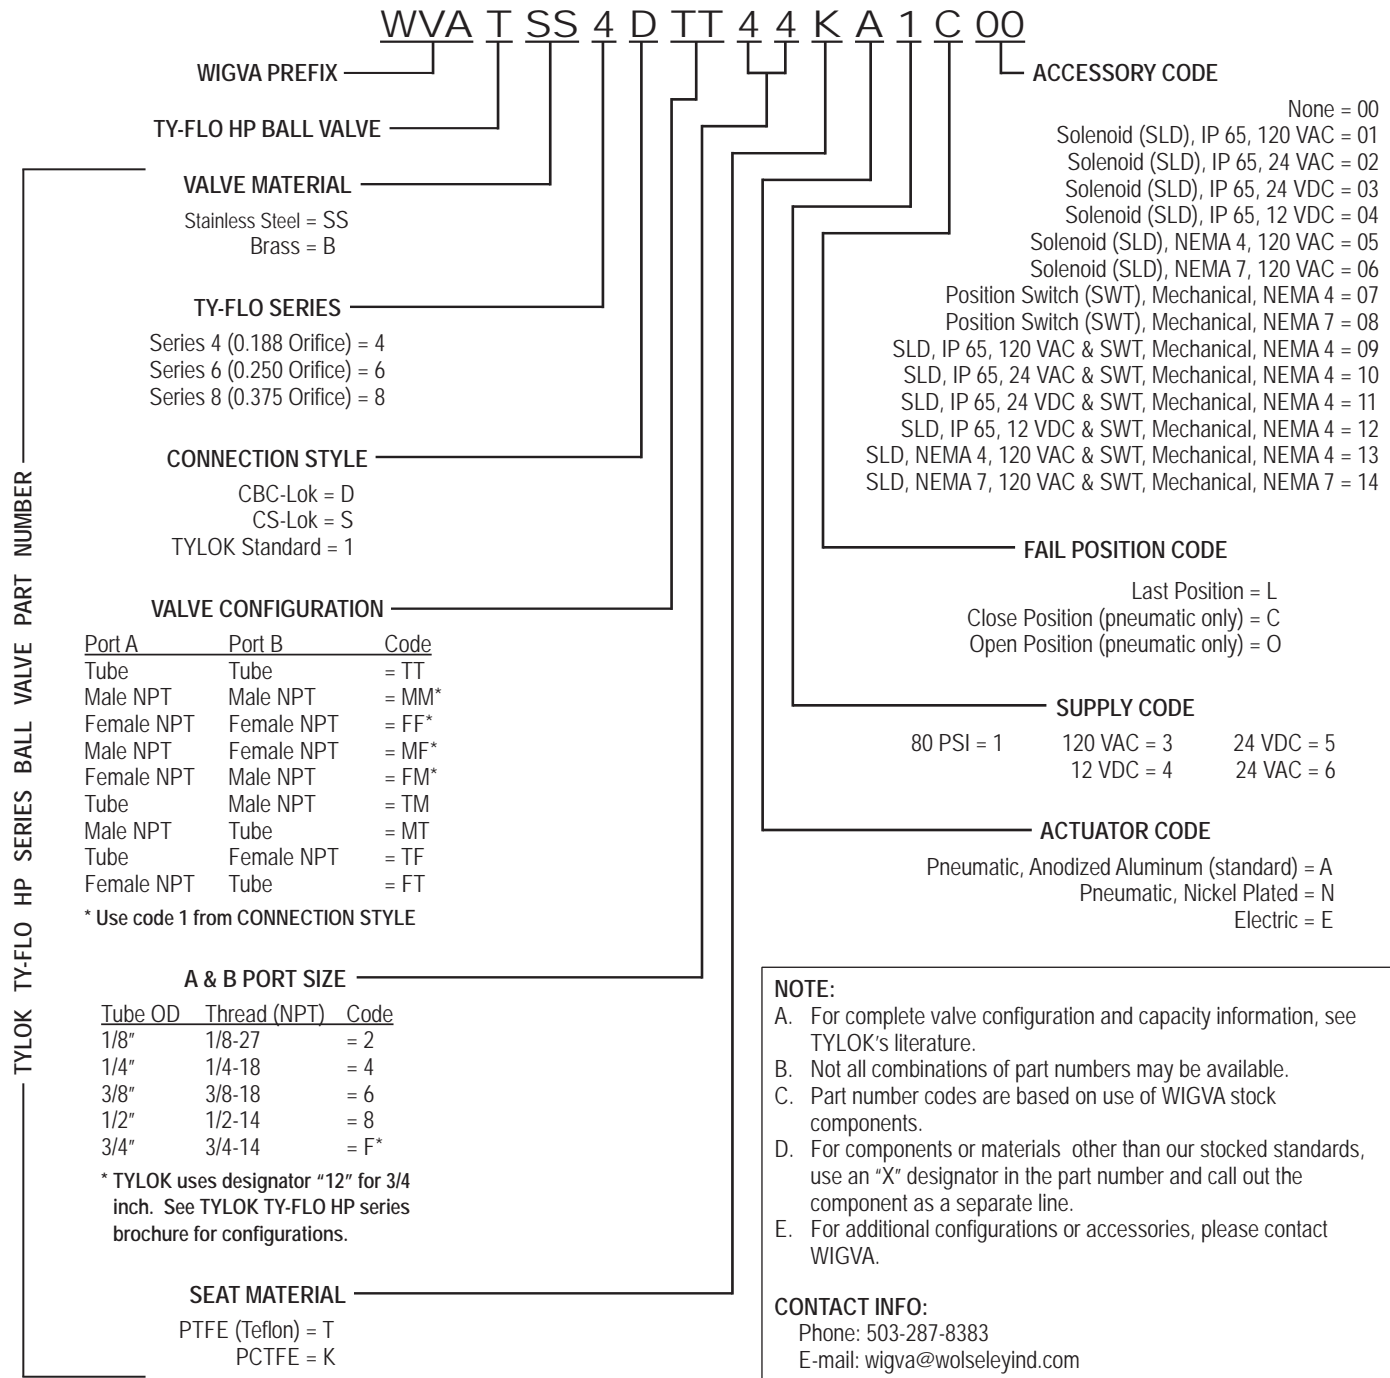 WVA T SS 4 D TT 4 4 K A 1 C 00
WIGVA PREFIX
TY-FLO HP BALL VALVE
VALVE MATERIAL
Stainless Steel = SS
Brass = B
TY-FLO SERIES
Series 4 (0.188 Orifice) = 4
Series 6 (0.250 Orifice) = 6
Series 8 (0.375 Orifice) = 8
CONNECTION STYLE
CBC-Lok = D
CS-Lok = S
TYLOK Standard = 1
VALVE CONFIGURATION
Port A Port B Code
Tube Tube = TT
Male NPT Male NPT = MM*
Female NPT Female NPT = FF*
Male NPT Female NPT = MF*
Female NPT Male NPT = FM*
Tube Male NPT = TM
Male NPT Tube = MT
Tube Female NPT = TF
Female NPT Tube = FT
* Use code 1 from CONNECTION STYLE
A & B PORT SIZE
Tube OD Thread (NPT) Code
1/8" 1/8-27 = 2
1/4" 1/4-18 = 4
3/8" 3/8-18 = 6
1/2" 1/2-14 = 8
3/4" 3/4-14 = F*
* TYLOK uses designator "12" for 3/4
inch. See TYLOK TY-FLO HP series
brochure for configurations.
SEAT MATERIAL
PTFE (Teflon) = T
PCTFE = K
TYLOK TY-FLO HP SERIES BALL VALVE PART NUMBER
ACCESSORY CODE
None = 00
Solenoid (SLD), IP 65, 120 VAC = 01
Solenoid (SLD), IP 65, 24 VAC = 02
Solenoid (SLD), IP 65, 24 VDC = 03
Solenoid (SLD), IP 65, 12 VDC = 04
Solenoid (SLD), NEMA 4, 120 VAC = 05
Solenoid (SLD), NEMA 7, 120 VAC = 06
Position Switch (SWT), Mechanical, NEMA 4 = 07
Position Switch (SWT), Mechanical, NEMA 7 = 08
SLD, IP 65, 120 VAC & SWT, Mechanical, NEMA 4 = 09
SLD, IP 65, 24 VAC & SWT, Mechanical, NEMA 4 = 10
SLD, IP 65, 24 VDC & SWT, Mechanical, NEMA 4 = 11
SLD, IP 65, 12 VDC & SWT, Mechanical, NEMA 4 = 12
SLD, NEMA 4, 120 VAC & SWT, Mechanical, NEMA 4 = 13
SLD, NEMA 7, 120 VAC & SWT, Mechanical, NEMA 7 = 14
FAIL POSITION CODE
Last Position = L
Close Position (pneumatic only) = C
Open Position (pneumatic only) = O
SUPPLY CODE
80 PSI = 1 120 VAC = 3 24 VDC = 5
12 VDC = 4 24 VAC = 6
ACTUATOR CODE
Pneumatic, Anodized Aluminum (standard) = A
Pneumatic, Nickel Plated = N
Electric = E
NOTE:
A. For complete valve configuration and capacity information, see
TYLOK's literature.
B. Not all combinations of part numbers may be available.
C. Part number codes are based on use of WIGVA stock
components.
D. For components or materials other than our stocked standards,
use an "X" designator in the part number and call out the
component as a separate line.
E. For additional configurations or accessories, please contact
WIGVA.
CONTACT INFO:
Phone: 503-287-8383
E-mail: wigva@wolseleyind.com